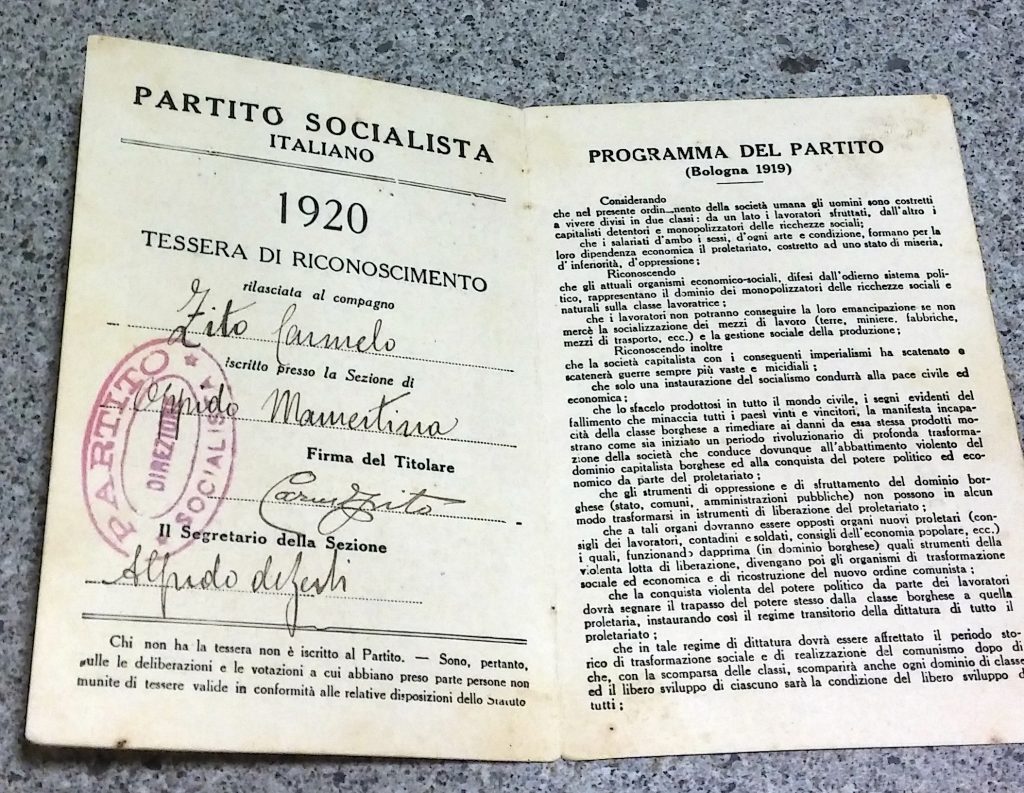 PARTITO SOCIALISTA
ITALIANO
1920
TESSERA DI RICONOSCIMENTO
rilasciata al compagno
Zito Carmelo
iscritto presso la Sezione di
Oppido Mamertina
Firma del Titolare
Carm Zito
Il Segretario della Sezione
Alfredo
PARTITO SOCIALISTA
DIREZIONE
Chi non ha la tessera non è iscritto al Partito. — Sono, pertanto,
nulle le deliberazioni e le votazioni a cui abbiano preso parte persone non
munite di tessere valide in conformità alle relative disposizioni dello Statuto
PROGRAMMA DEL PARTITO
(Bologna 1919)
Considerando
che nel presente ordinamento della società umana gli uomini sono costretti
a vivere divisi in due classi: da un lato i lavoratori sfruttati, dall'altro i
capitalisti detentori e monopolizzatori delle ricchezze sociali;
che i salariati d'ambo i sessi, d'ogni arte e condizione, formano per la
loro dipendenza economica il proletariato, costretto ad uno stato di miseria,
d'inferiorità, d'oppressione;
Riconoscendo
che gli attuali organismi economico-sociali, difesi dall'odierno sistema poli-
tico, rappresentano il dominio dei monopolizzatori delle ricchezze sociali e
naturali sulla classe lavoratrice;
che i lavoratori non potranno conseguire la loro emancipazione se non
mercè la socializzazione dei mezzi di lavoro (terre, miniere, fabbriche,
mezzi di trasporto, ecc.) e la gestione sociale della produzione;
Riconoscendo inoltre
che la società capitalista con i conseguenti imperialismi ha scatenato e
scatenerà guerre sempre più vaste e micidiali;
che solo una instaurazione del socialismo condurrà alla pace civile ed
economica;
che lo sfacelo prodottosi in tutto il mondo civile, i segni evidenti del
fallimento che minaccia tutti i paesi vinti e vincitori, la manifesta incapa-
cità della classe borghese a rimediare ai danni da essa stessa prodotti mo-
strano come sia iniziato un periodo rivoluzionario di profonda trasforma-
zione della società che conduce dovunque all'abbattimento violento del
dominio capitalista borghese ed alla conquista del potere politico ed eco-
nomico da parte del proletariato;
che gli strumenti di oppressione e di sfruttamento del dominio bor-
ghese (stato, comuni, amministrazioni pubbliche) non possono in alcun
modo trasformarsi in istrumenti di liberazione del proletariato;
che a tali organi dovranno essere opposti organi nuovi proletari (con-
sigli dei lavoratori, contadini e soldati, consigli dell'economia popolare, ecc.)
i quali, funzionando dapprima (in dominio borghese) quali strumenti della
violenta lotta di liberazione, divengano poi gli organismi di trasformazione
sociale ed economica e di ricostruzione del nuovo ordine comunista;
che la conquista violenta del potere politico da parte dei lavoratori
dovrà segnare il trapasso del potere stesso dalla classe borghese a quella
proletaria, instaurando così il regime transitorio della dittatura di tutto il
proletariato;
che in tale regime di dittatura dovrà essere affrettato il periodo sto-
rico di trasformazione sociale e di realizzazione del comunismo, dopo di
che, con la scomparsa delle classi, scomparirà anche ogni dominio di classe
ed il libero sviluppo di ciascuno sarà la condizione del libero sviluppo d
tutti;